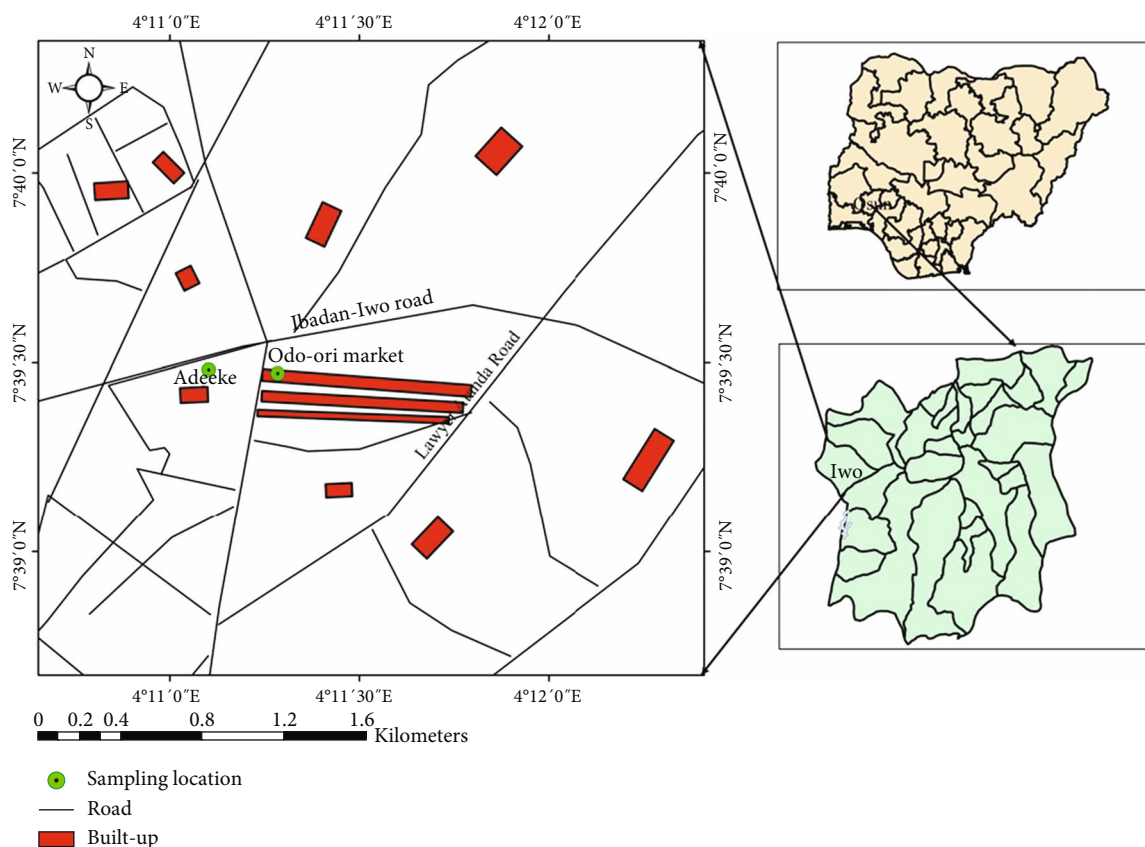 4°11′0″E 4°11′30″E 4°12′0″E
N
W E
S
7°40′0″N 7°40′0″N
Osun
Ibadan-Iwo road
7°39′30″N 7°39′30″N
Odo-ori market
Adeeke
Lawyer Atanda Road
Iwo
7°39′0″N 7°39′0″N
4°11′0″E 4°11′30″E 4°12′0″E
0 0.2 0.4 0.8 1.2 1.6
Kilometers
Sampling location
Road
Built-up